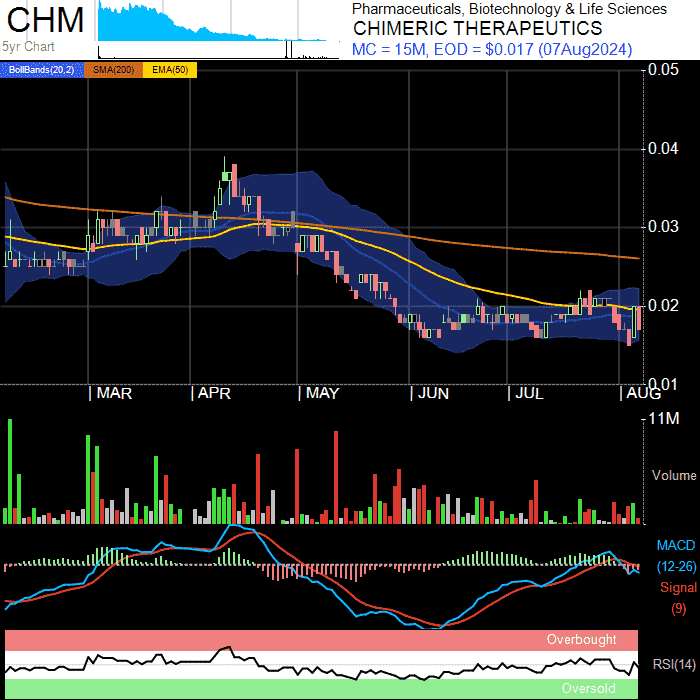 CHM
5yr Chart
Pharmaceuticals, Biotechnology & Life Sciences
CHIMERIC THERAPEUTICS
MC = 15M, EOD = $0.017 (07Aug2024)
BollBands(20,2) SMA(200) EMA(50)
0.05
0.04
0.03
0.02
0.01
MAR APR MAY JUN JUL AUG
11M
Volume
MACD
(12-26)
Signal
(9)
Overbought
RSI(14)
Oversold